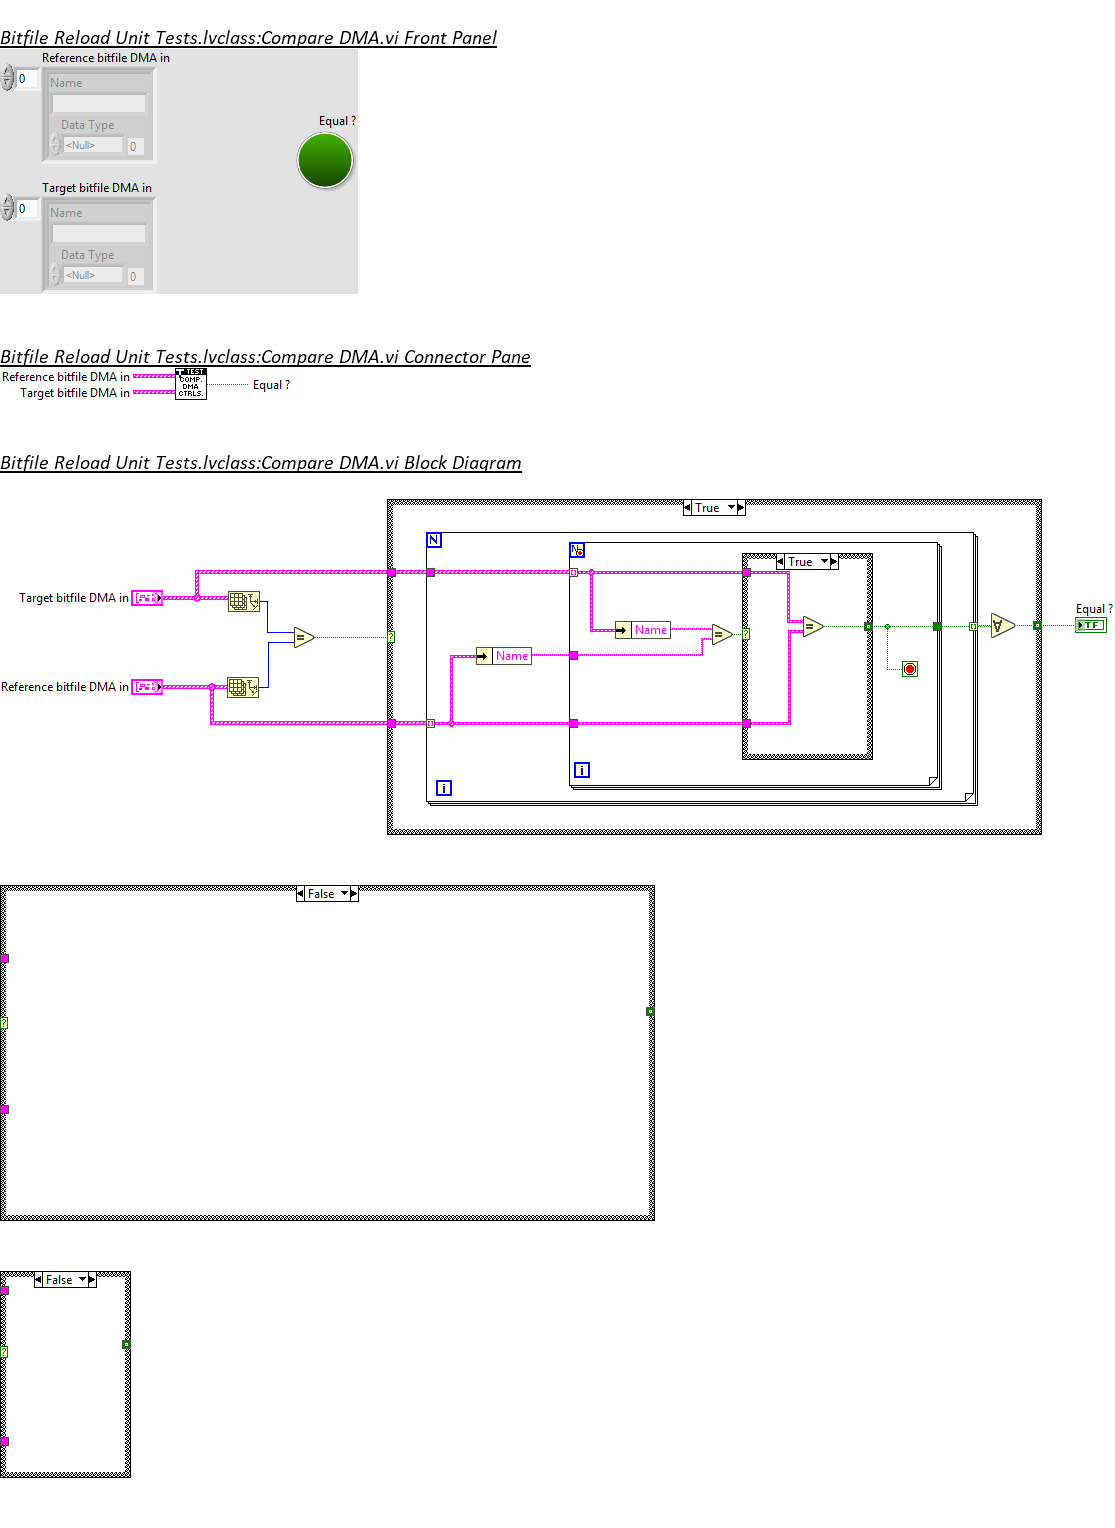 Bitfile Reload Unit Tests.lvclass:Compare DMA.vi Front Panel
Reference bitfile DMA in
0
Name
Data Type
<Null>
0
Equal ?
Target bitfile DMA in
0
Name
Data Type
<Null>
0
Bitfile Reload Unit Tests.lvclass:Compare DMA.vi Connector Pane
Reference bitfile DMA in
Target bitfile DMA in
TEST
COMP.
DMA
CTRLS.
Equal ?
Bitfile Reload Unit Tests.lvclass:Compare DMA.vi Block Diagram
True
N
N
True
Target bitfile DMA in
Reference bitfile DMA in
=
?
Name
Name
=
?
=
∀
Equal ?
TF
i
i
False
?
False
?